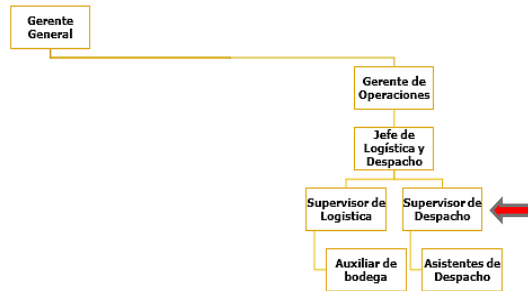 Gerente
General
Gerente de
Operaciones
Jefe de
Logística y
Despacho
Supervisor de
Logistica
Supervisor de
Despacho
Auxiliar de
bodega
Asistentes de
Despacho